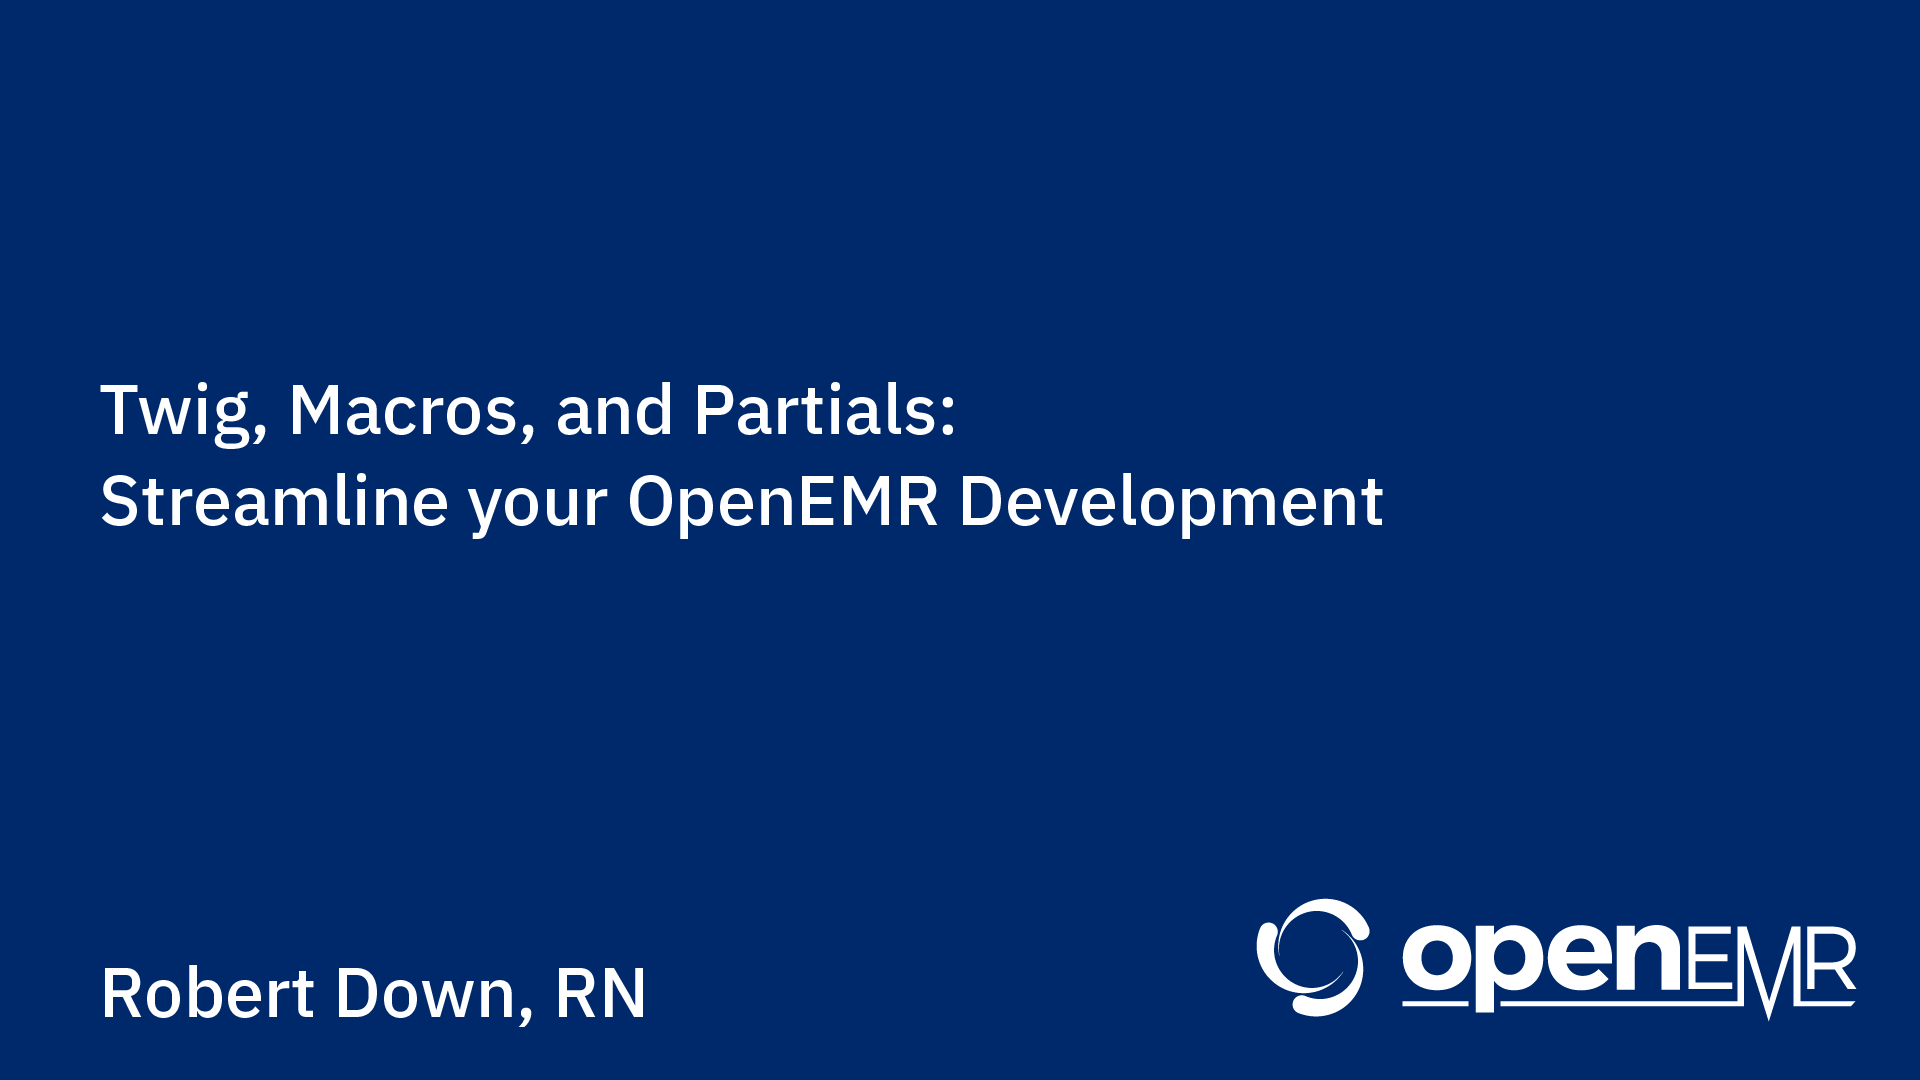 Twig, Macros, and Partials:
Streamline your OpenEMR Development
Robert Down, RN
openEMR